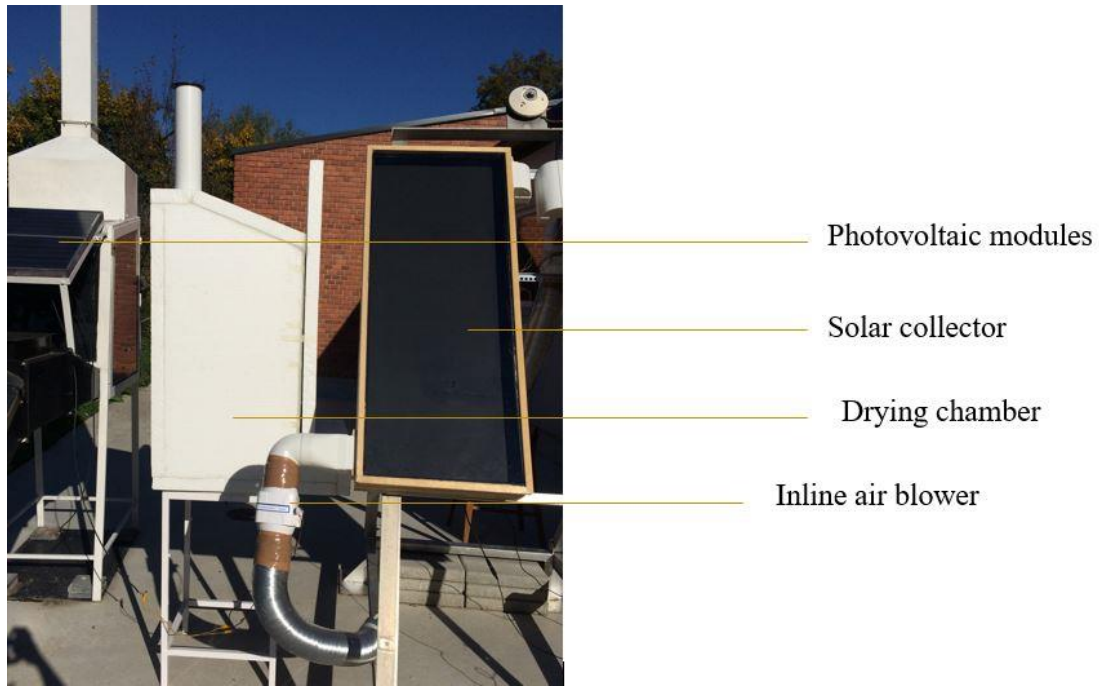 Photovoltaic modules
Solar collector
Drying chamber
Inline air blower